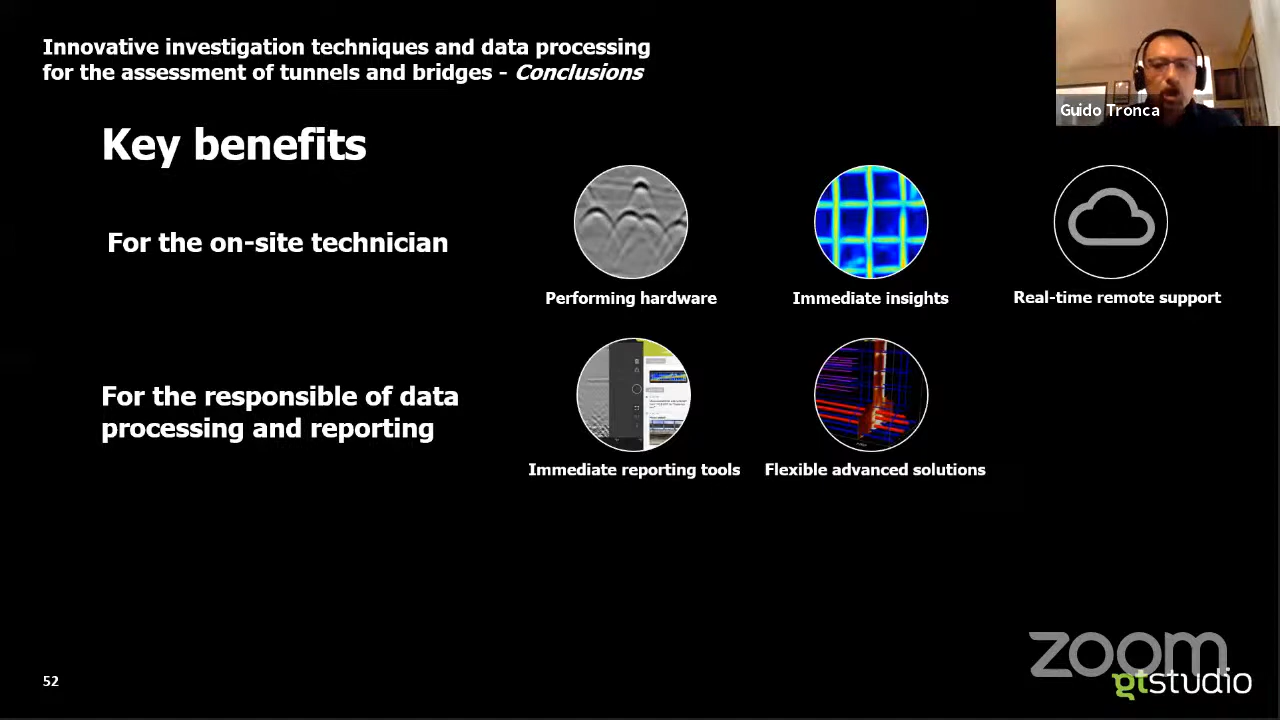 Innovative investigation techniques and data processing
for the assessment of tunnels and bridges - Conclusions
Guido Tronca
Key benefits
For the on-site technician
Performing hardware
Immediate insights
Real-time remote support
For the responsible of data
processing and reporting
Immediate reporting tools
Flexible advanced solutions
zoom
52
gtstudio